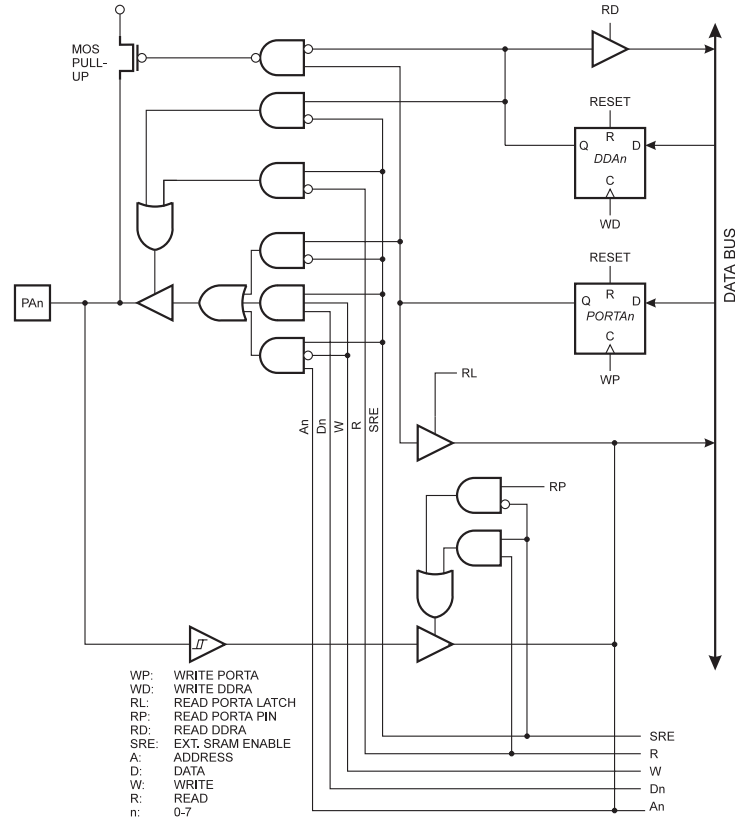 RD
MOS
PULL-
UP
RESET
R
Q
D
DDAn
C
WD
RESET
R
Q
D
PORTAn
C
WP
DATA BUS
PAn
RL
An
Dn
W
R
SRE
RP
WP: WRITE PORTA
WD: WRITE DDRA
RL: READ PORTA LATCH
RP: READ PORTA PIN
RD: READ DDRA
SRE: EXT. SRAM ENABLE
A: ADDRESS
D: DATA
W: WRITE
R: READ
n: 0-7
SRE
R
W
Dn
An